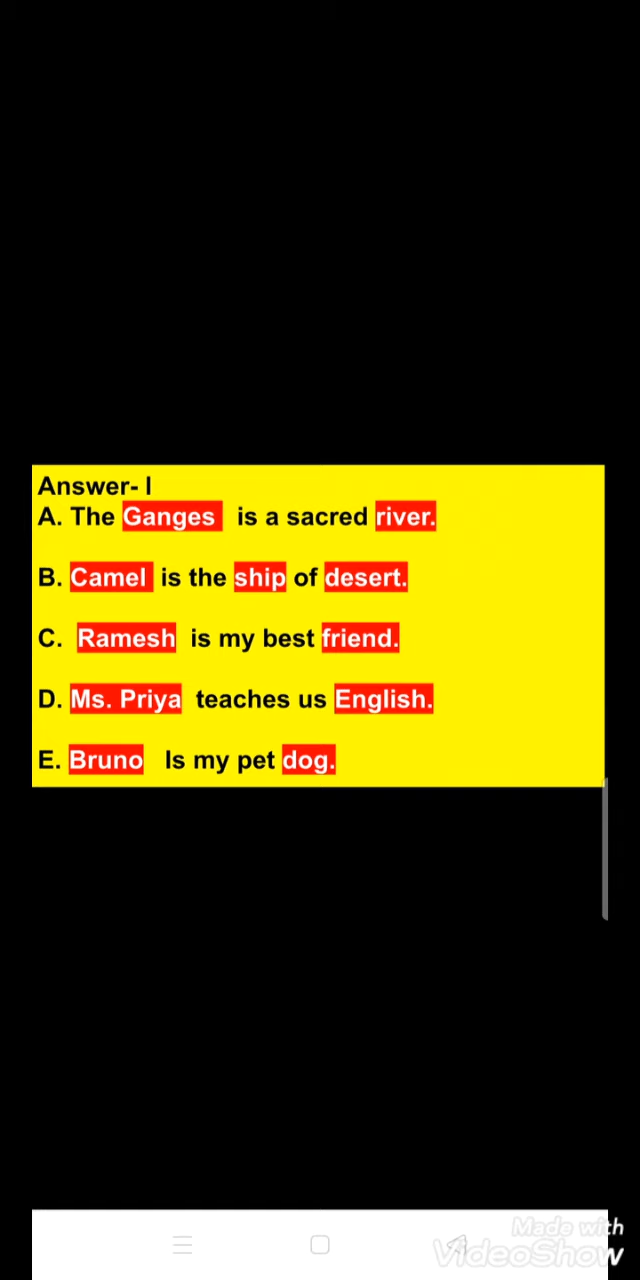 Answer- I
A. The Ganges is a sacred river.
B. Camel is the ship of desert.
C. Ramesh is my best friend.
D. Ms. Priya teaches us English.
E. Bruno Is my pet dog.
Made with
VideoShow